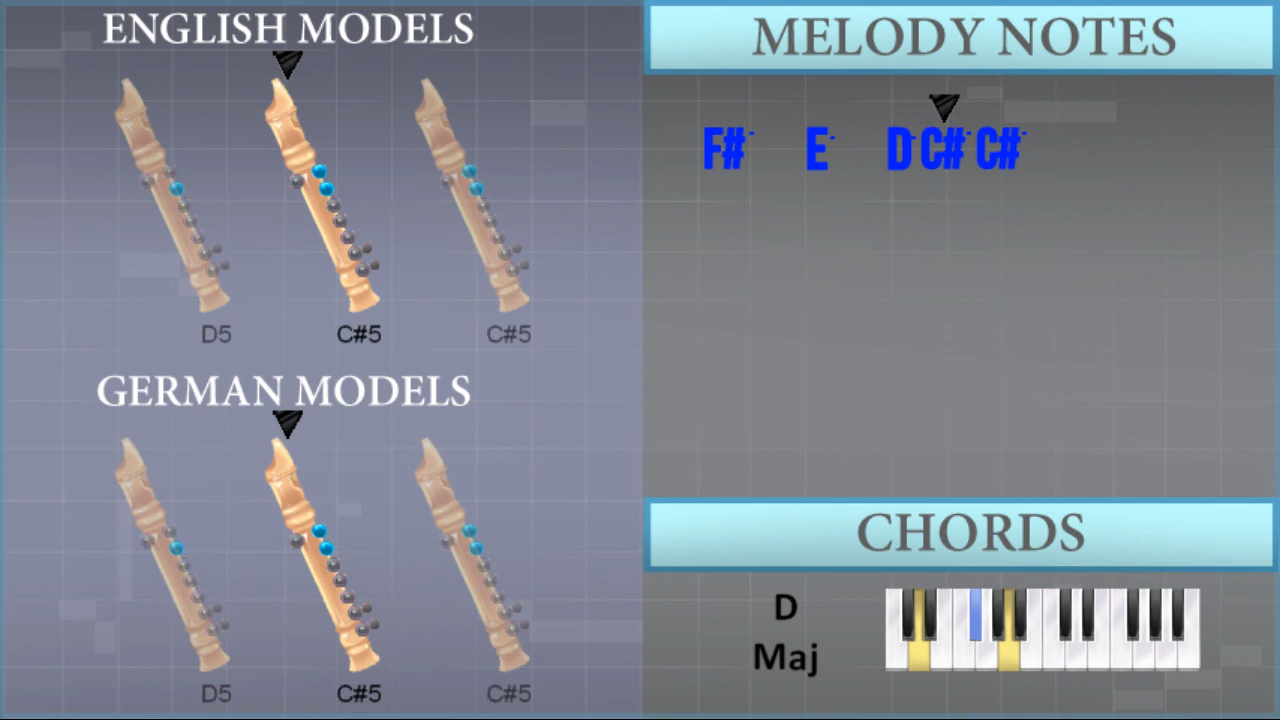 ENGLISH MODELS
D5 C#5 C#5
GERMAN MODELS
D5 C#5 C#5
MELODY NOTES
F#- E- D- C#- C#-
CHORDS
D
Maj